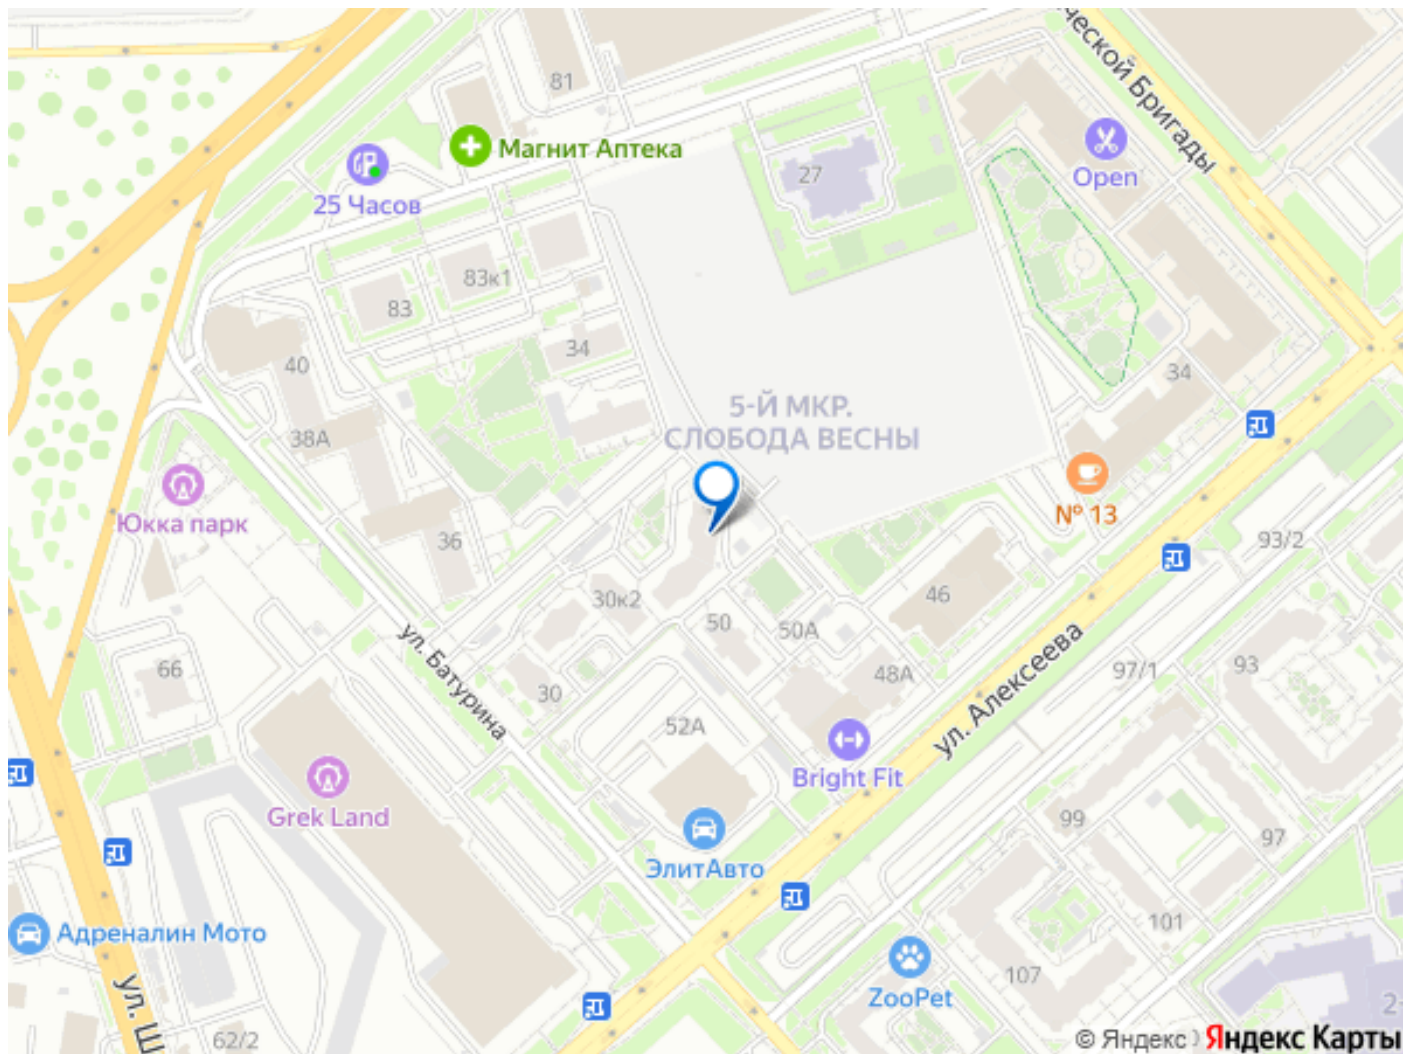 ческой Бригады
81
Магнит Аптека
27
Open
25 Часов
83к1
83
34
40
34
5-Й МКР.
СЛОБОДА ВЕСНЫ
38А
Юкка парк
№ 13
36
93/2
30к2
46
50
50А
ул. Батурина
ул. Алексеева
66
48А
97/1
93
30
52А
Bright Fit
Grek Land
99
97
ЭлитАвто
101
Адреналин Мото
107
ZooPet
ул. Ш
62/2
2-
© Яндекс
Яндекс Карты